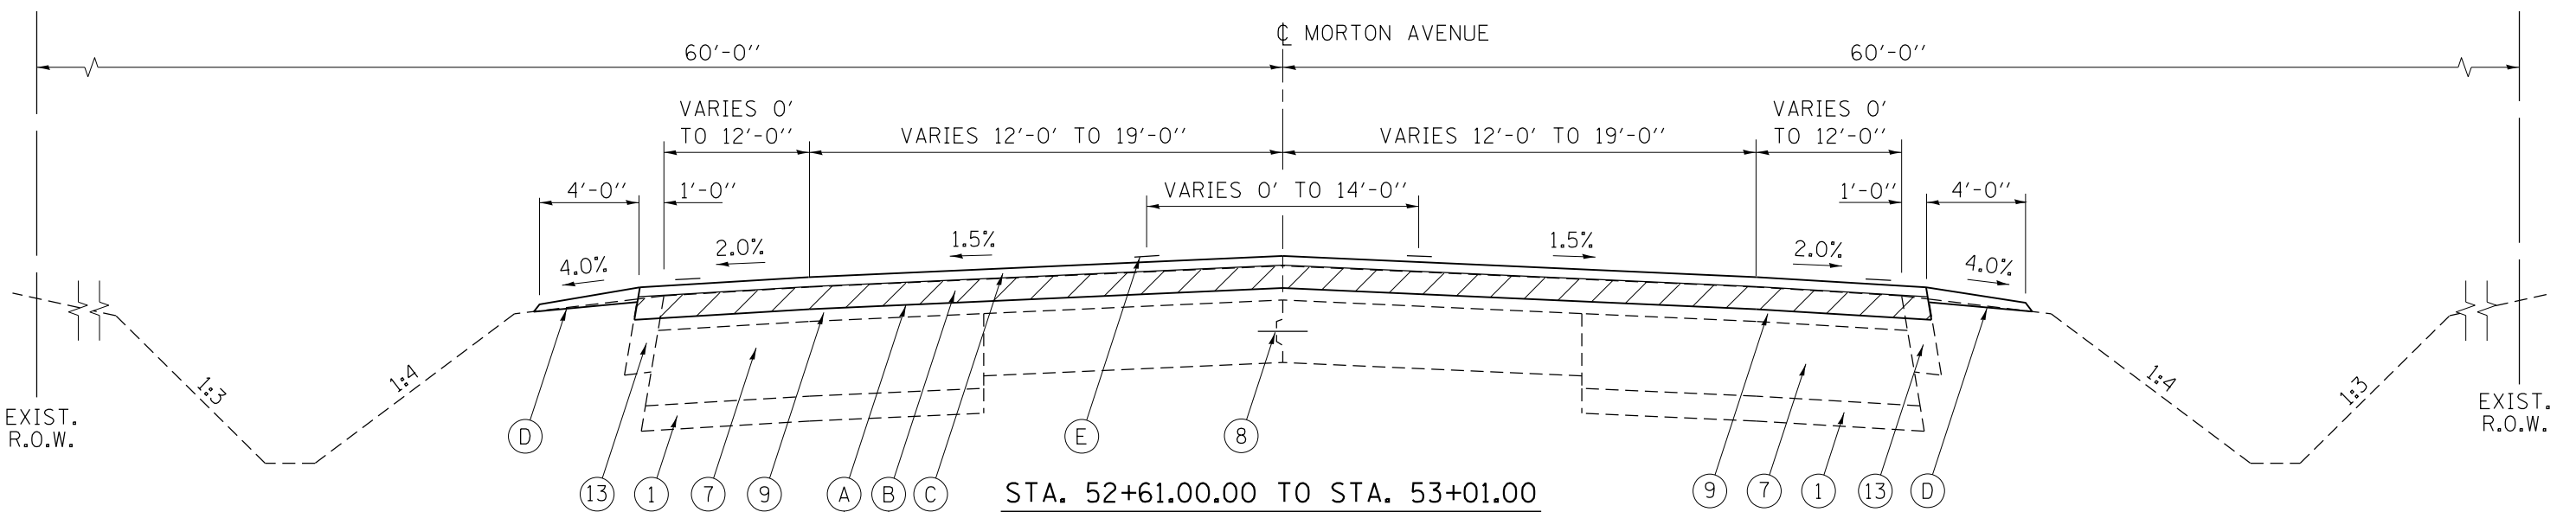 ℄ MORTON AVENUE
60'-0''
60'-0''
VARIES 0'
TO 12'-0''
VARIES 12'-0' TO 19'-0''
VARIES 12'-0' TO 19'-0''
VARIES 0'
TO 12'-0''
4'-0''
1'-0''
VARIES 0' TO 14'-0''
1'-0''
4'-0''
4.0%
2.0%
1.5%
1.5%
2.0%
4.0%
1:3
1:4
1:4
1:3
EXIST.
R.O.W.
EXIST.
R.O.W.
D
E
8
13
1
7
9
A
B
C
STA. 52+61.00.00 TO STA. 53+01.00
9
7
1
13
D